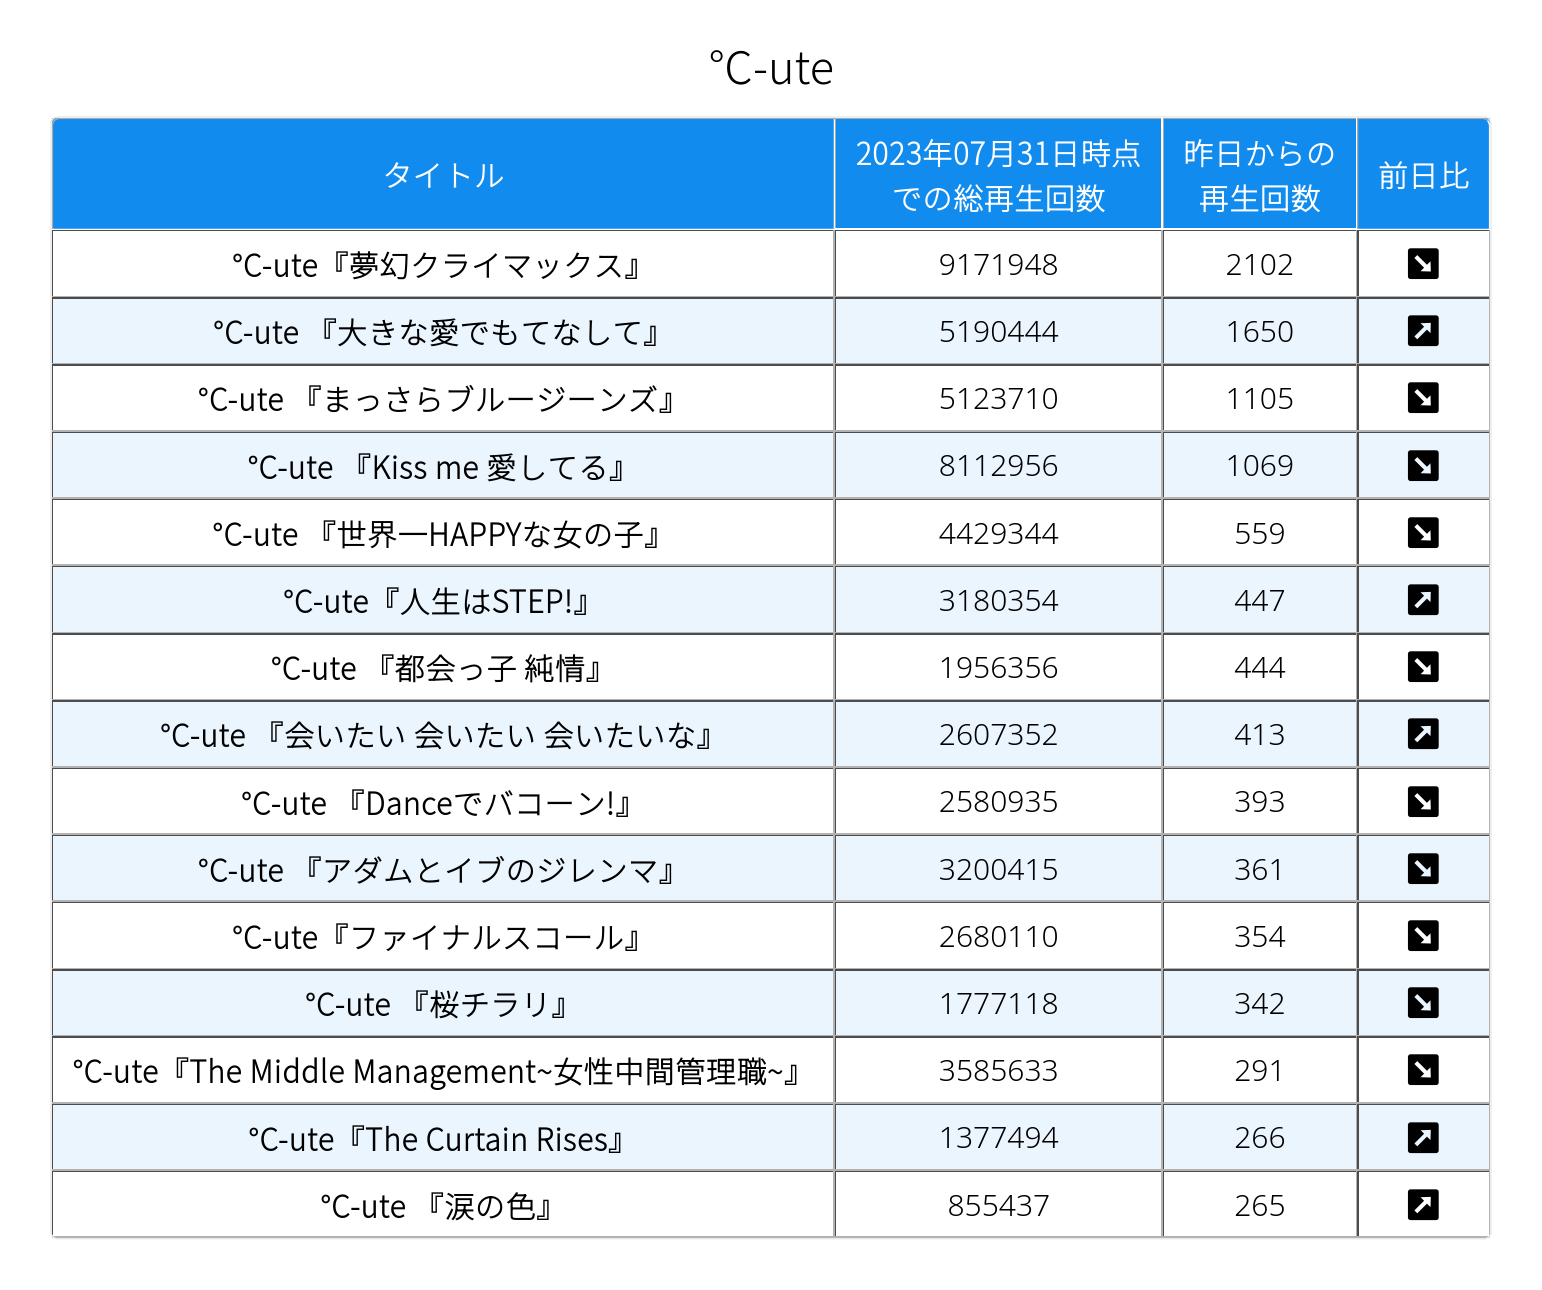 ℃-ute
タイトル
2023年07月31日時点
での総再生回数
昨日からの
再生回数
前日比
℃-ute『夢幻クライマックス』 9171948 2102 ↘
℃-ute 『大きな愛でもてなして』 5190444 1650 ↗
℃-ute 『まっさらブルージーンズ』 5123710 1105 ↘
℃-ute 『Kiss me 愛してる』 8112956 1069 ↘
℃-ute 『世界一HAPPYな女の子』 4429344 559 ↘
℃-ute『人生はSTEP!』 3180354 447 ↗
℃-ute 『都会っ子 純情』 1956356 444 ↘
℃-ute 『会いたい 会いたい 会いたいな』 2607352 413 ↗
℃-ute 『Danceでバコーン!』 2580935 393 ↘
℃-ute 『アダムとイブのジレンマ』 3200415 361 ↘
℃-ute『ファイナルスコール』 2680110 354 ↘
℃-ute 『桜チラリ』 1777118 342 ↘
℃-ute『The Middle Management~女性中間管理職~』 3585633 291 ↘
℃-ute『The Curtain Rises』 1377494 266 ↗
℃-ute 『涙の色』 855437 265 ↗